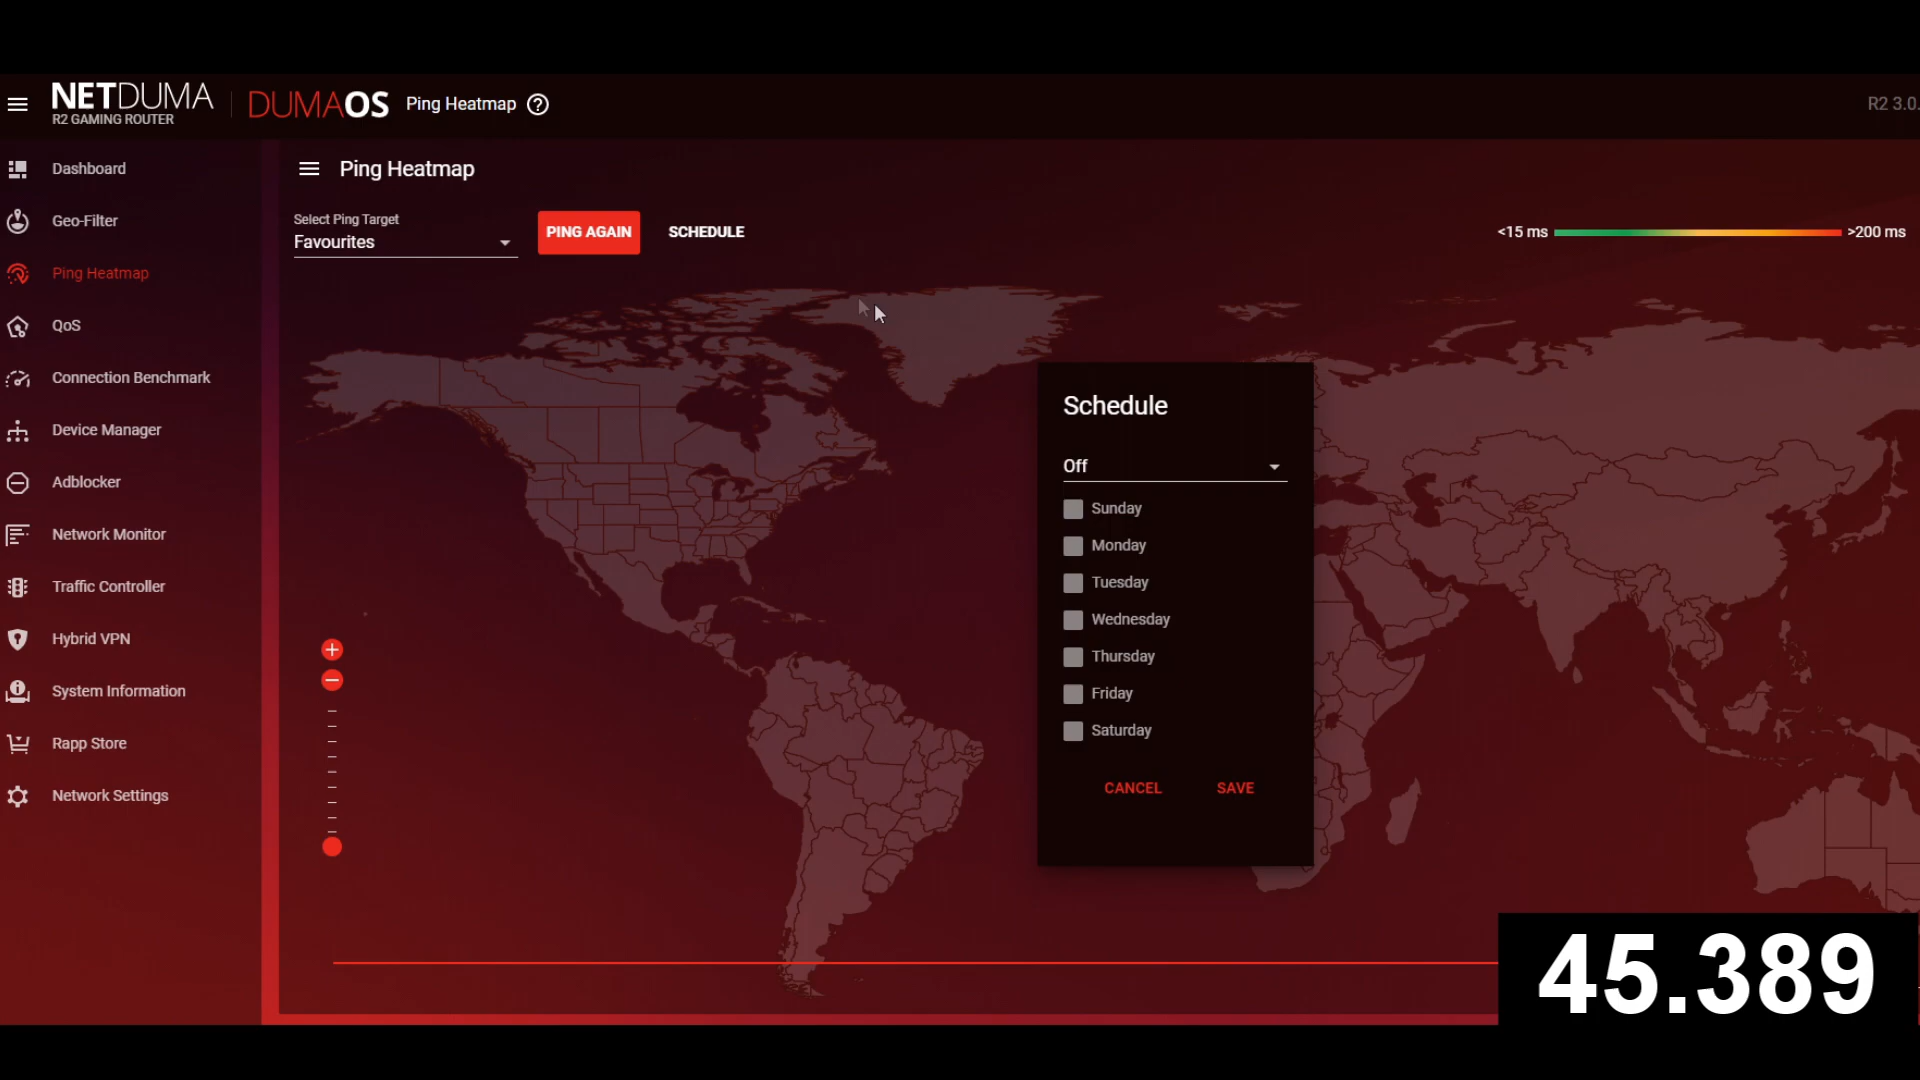 NETDUMA
R2 GAMING ROUTER
DUMAOS
Ping Heatmap
R2 3.0.
Dashboard
Geo-Filter
Ping Heatmap
QoS
Connection Benchmark
Device Manager
Adblocker
Network Monitor
Traffic Controller
Hybrid VPN
System Information
Rapp Store
Network Settings
Ping Heatmap
Select Ping Target
Favourites
PING AGAIN
SCHEDULE
<15 ms
>200 ms
Schedule
Off
Sunday
Monday
Tuesday
Wednesday
Thursday
Friday
Saturday
CANCEL
SAVE
45.389